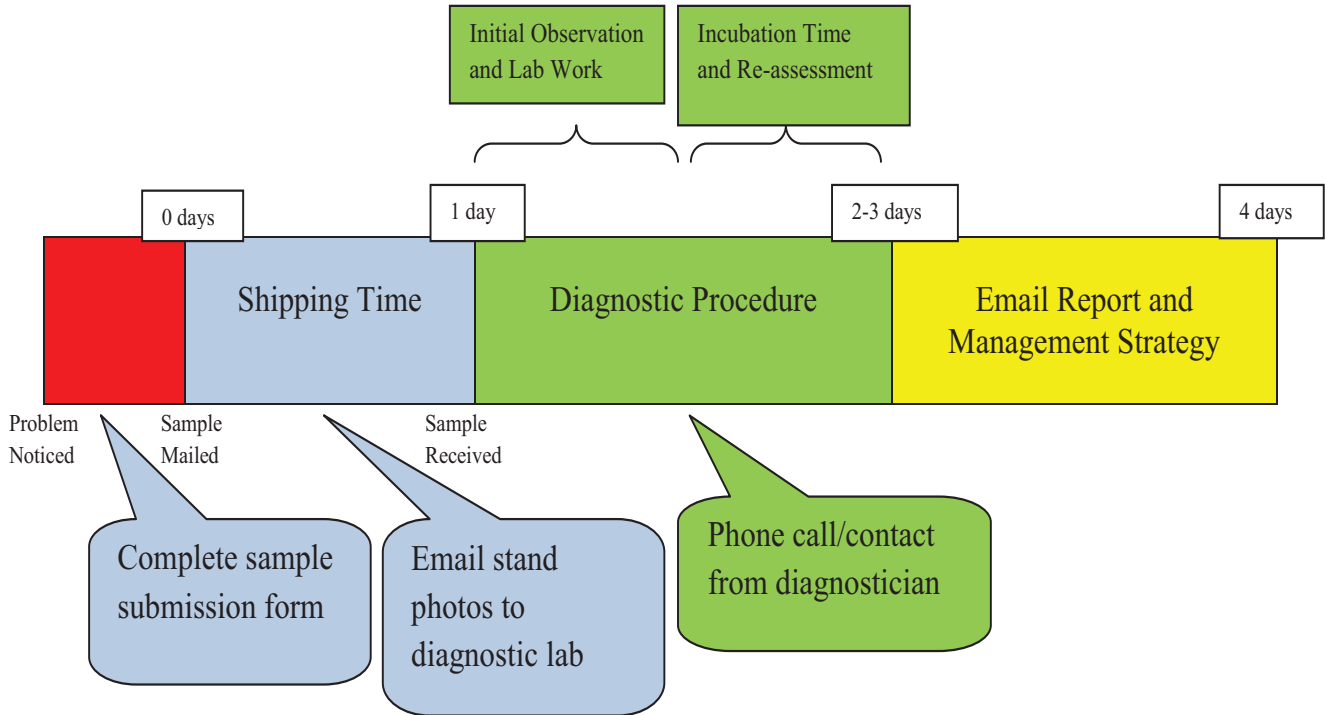 Initial Observation
and Lab Work
Incubation Time
and Re-assessment
0 days
1 day
2-3 days
4 days
Shipping Time
Diagnostic Procedure
Email Report and
Management Strategy
Problem
Noticed
Sample
Mailed
Sample
Received
Complete sample
submission form
Email stand
photos to
diagnostic lab
Phone call/contact
from diagnostician